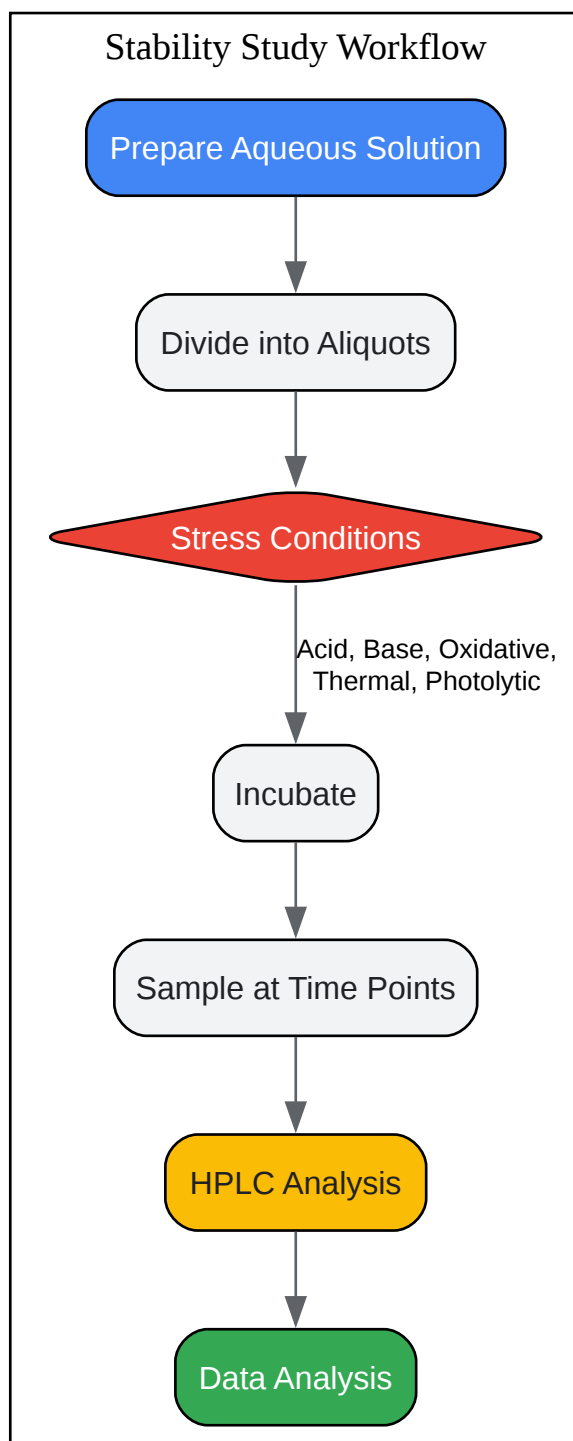 Stability Study Workflow
Prepare Aqueous Solution
Divide into Aliquots
Stress Conditions
Acid, Base, Oxidative,
Thermal, Photolytic
Incubate
Sample at Time Points
HPLC Analysis
Data Analysis